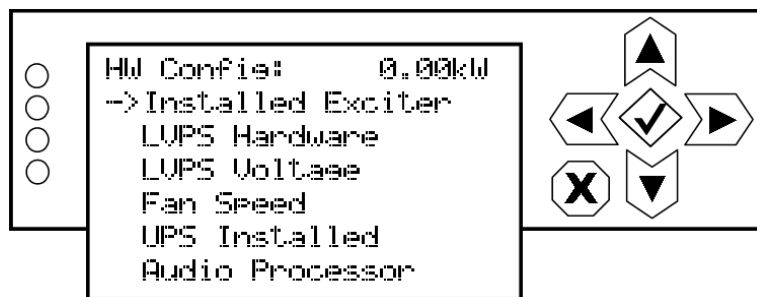 HW Config: 0.00kW
->Installed Exciter
LVPS Hardware
LVPS Voltage
Fan Speed
UPS Installed
Audio Processor
X